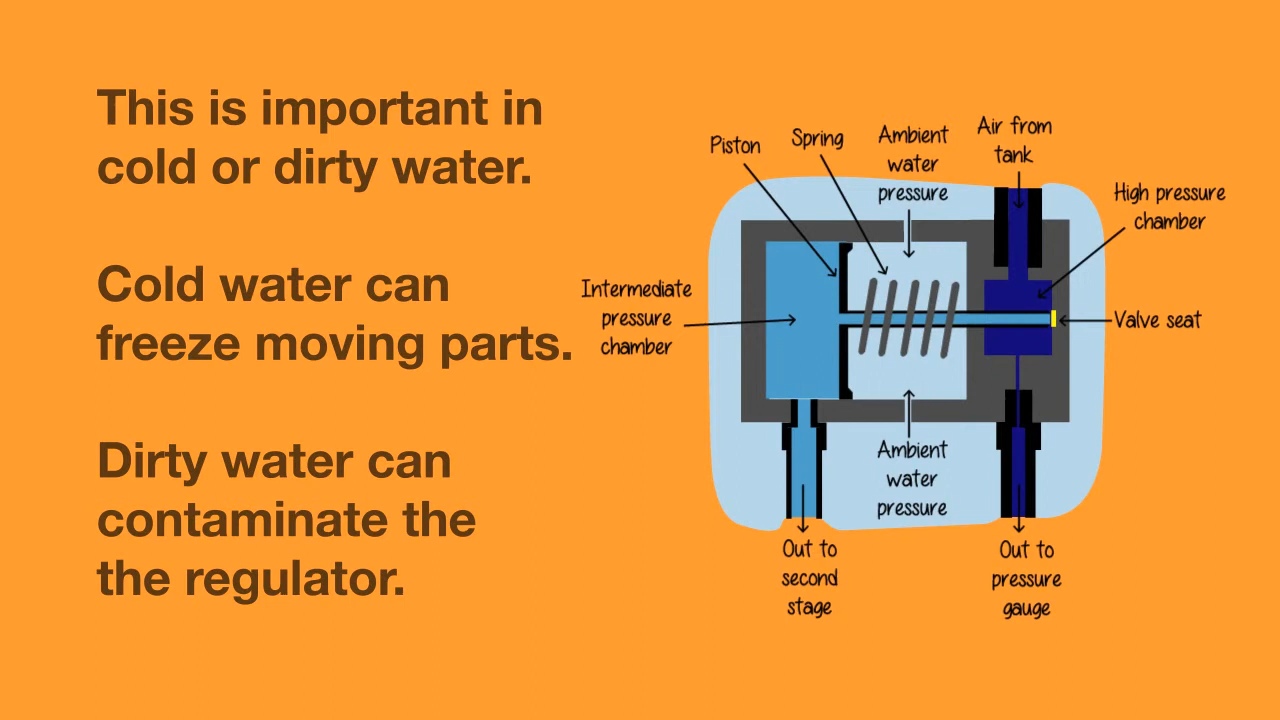 This is important in
cold or dirty water.
Cold water can
freeze moving parts.
Dirty water can
contaminate the
the regulator.
Piston
Spring
Ambient
water
pressure
Air from
tank
High pressure
chamber
Intermediate
pressure
chamber
Valve seat
Ambient
water
pressure
Out to
second
stage
Out to
pressure
gauge